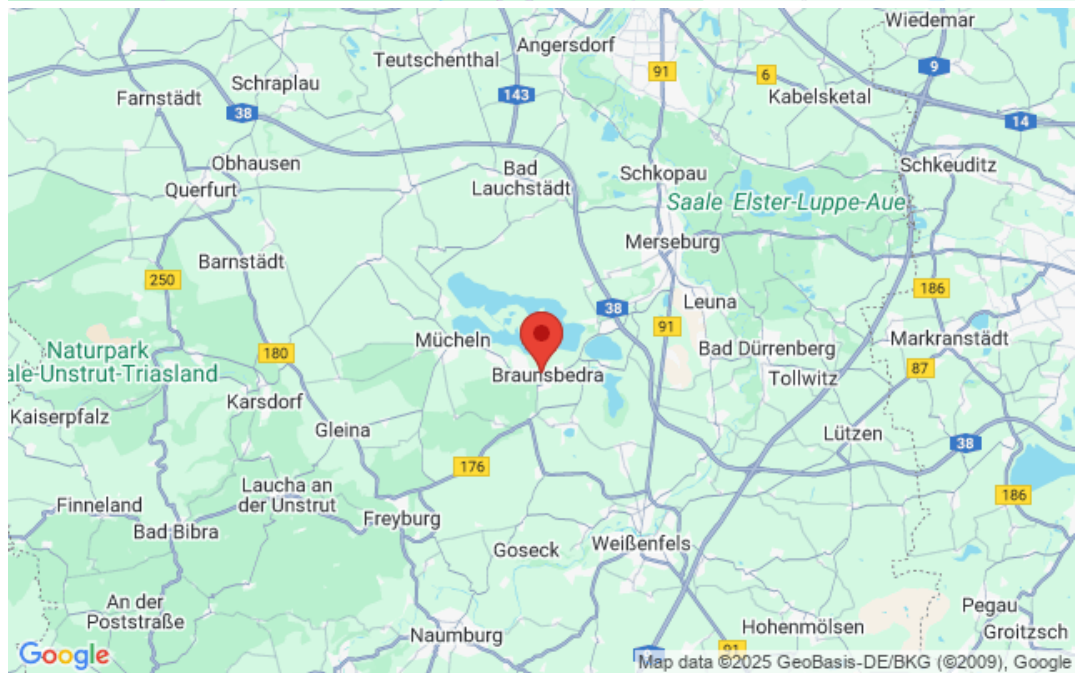 Wiedemar
Angersdorf
Teutschenthal
91
9
6
Schraplau
143
Kabelsketal
Farnstädt
38
14
Obhausen
Bad
Lauchstädt
Schkopau
Schkeuditz
Querfurt
Saale-Elster-Luppe-Aue
Merseburg
Barnstädt
250
186
Leuna
38
91
Mücheln
Markranstädt
Naturpark
ale-Unstrut-Triasland
180
Bad Dürrenberg
87
Braunsbedra
Tollwitz
Karsdorf
Kaiserpfalz
Gleina
Lützen
38
176
Laucha an
der Unstrut
186
Finneland
Freyburg
Bad Bibra
Goseck
Weißenfels
An der
Poststraße
Pegau
Hohenmölsen
Groitzsch
Naumburg
91
Google
Map data ©2025 GeoBasis-DE/BKG (©2009), Google